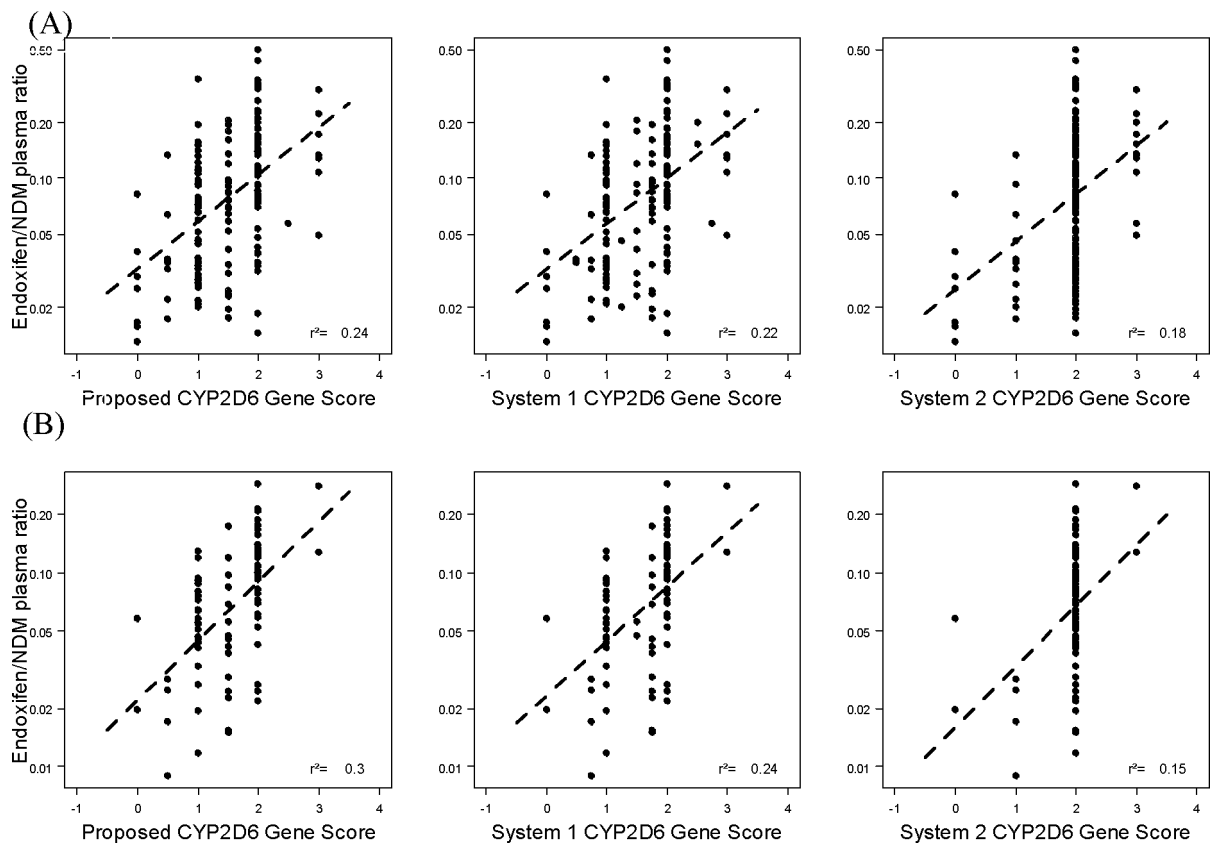 (A)
Endoxifen/NDM plasma ratio
0.50
0.20
0.10
0.05
0.02
r²= 0.24
-1 0 1 2 3 4
Proposed CYP2D6 Gene Score
0.50
0.20
0.10
0.05
0.02
r²= 0.22
-1 0 1 2 3 4
System 1 CYP2D6 Gene Score
0.50
0.20
0.10
0.05
0.02
r²= 0.18
-1 0 1 2 3 4
System 2 CYP2D6 Gene Score
(B)
Endoxifen/NDM plasma ratio
0.20
0.10
0.05
0.02
0.01
r²= 0.3
-1 0 1 2 3 4
Proposed CYP2D6 Gene Score
0.20
0.10
0.05
0.02
0.01
r²= 0.24
-1 0 1 2 3 4
System 1 CYP2D6 Gene Score
0.20
0.10
0.05
0.02
0.01
r²= 0.15
-1 0 1 2 3 4
System 2 CYP2D6 Gene Score